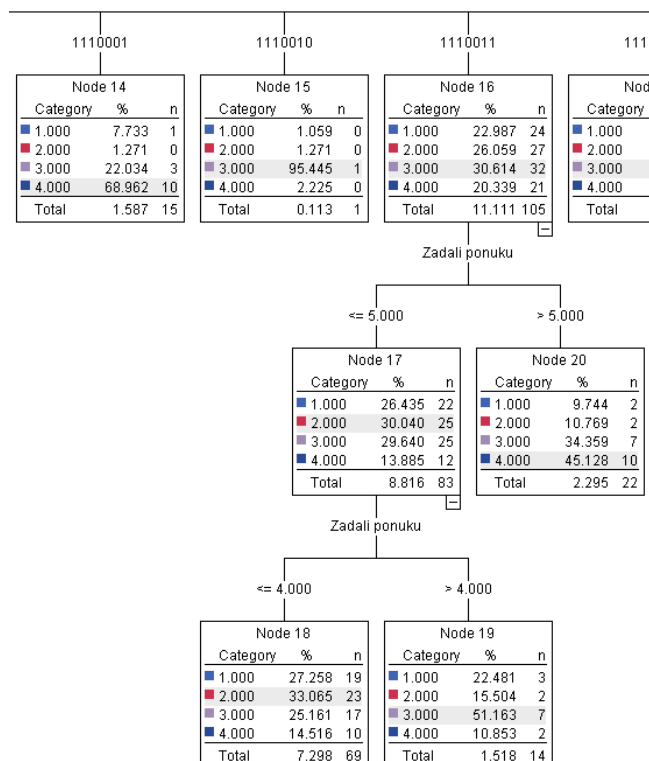 1110001
1110010
1110011
111
Node 14
Category % n
1.000 7.733 1
2.000 1.271 0
3.000 22.034 3
4.000 68.962 10
Total 1.587 15
Node 15
Category % n
1.000 1.059 0
2.000 1.271 0
3.000 95.445 1
4.000 2.225 0
Total 0.113 1
Node 16
Category % n
1.000 22.987 24
2.000 26.059 27
3.000 30.614 32
4.000 20.339 21
Total 11.111 105
Nod
Category
1.000
2.000
3.000
4.000
Total
Zadali ponuku
<= 5.000
> 5.000
Node 17
Category % n
1.000 26.435 22
2.000 30.040 25
3.000 29.640 25
4.000 13.885 12
Total 8.816 83
Node 20
Category % n
1.000 9.744 2
2.000 10.769 2
3.000 34.359 7
4.000 45.128 10
Total 2.295 22
Zadali ponuku
<= 4.000
> 4.000
Node 18
Category % n
1.000 27.258 19
2.000 33.065 23
3.000 25.161 17
4.000 14.516 10
Total 7.298 69
Node 19
Category % n
1.000 22.481 3
2.000 15.504 2
3.000 51.163 7
4.000 10.853 2
Total 1.518 14